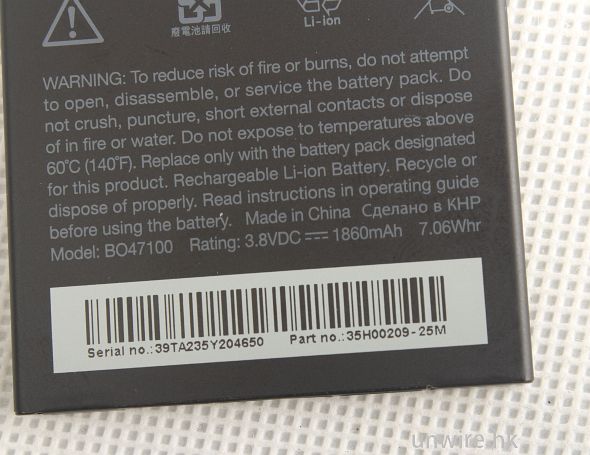 廢電池請回收
Li-ion
WARNING: To reduce risk of fire or burns, do not attempt
to open, disassemble, or service the battery pack. Do
not crush, puncture, short external contacts or dispose
of in fire or water. Do not expose to temperatures above
60°C (140°F). Replace only with the battery pack designated
for this product. Rechargeable Li-ion Battery. Recycle or
dispose of properly. Read instructions in operating guide
before using the battery. Made in China Сделано в КНР
Model: BO47100 Rating: 3.8VDC⎓1860mAh 7.06Whr
Serial no.:39TA235Y204650 Part no.:35H00209-25M
unwire.hk